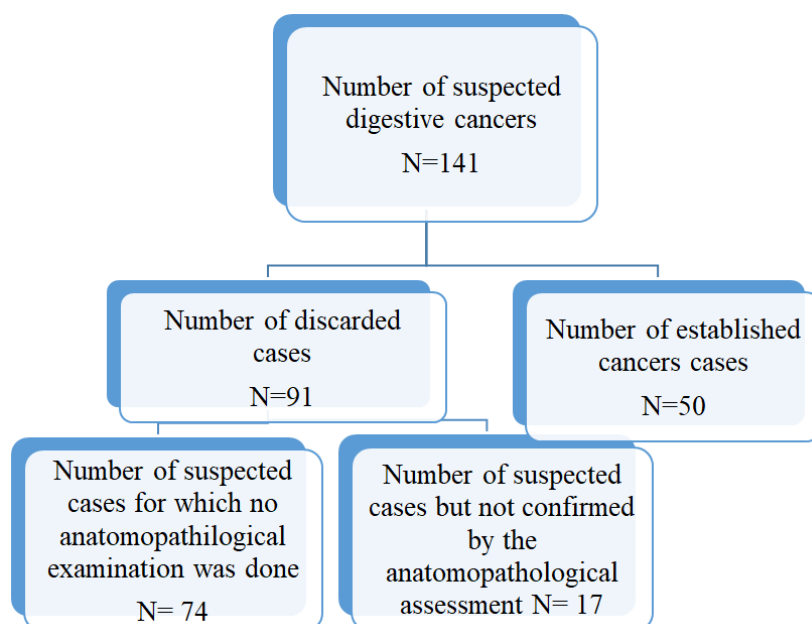 Number of suspected
digestive cancers
N=141
Number of discarded
cases
N=91
Number of established
cancers cases
N=50
Number of suspected
cases for which no
anatomopathilogical
examination was done
N= 74
Number of suspected
cases but not confirmed
by the
anatomopathological
assessment N= 17